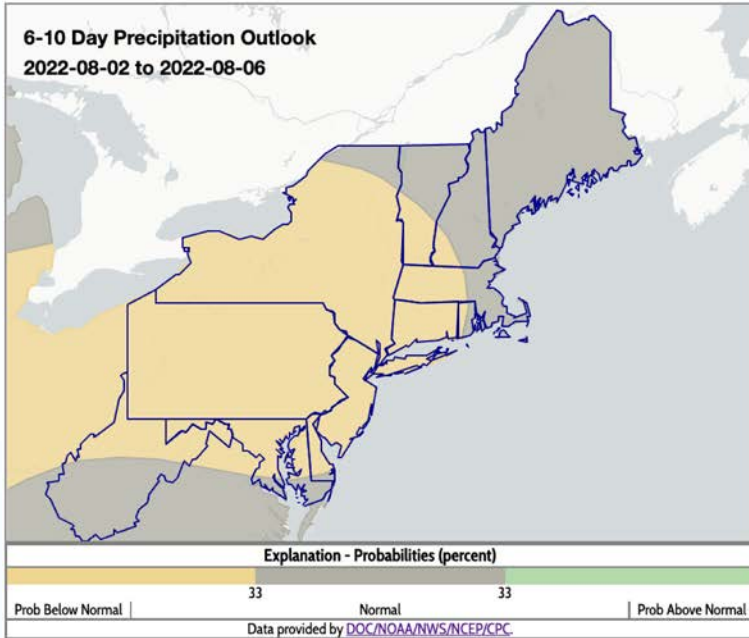 6-10 Day Precipitation Outlook
2022-08-02 to 2022-08-06
Explanation - Probabilities (percent)
33 33
Prob Below Normal Normal Prob Above Normal
Data provided by DOC/NOAA/NWS/NCEP/CPC.